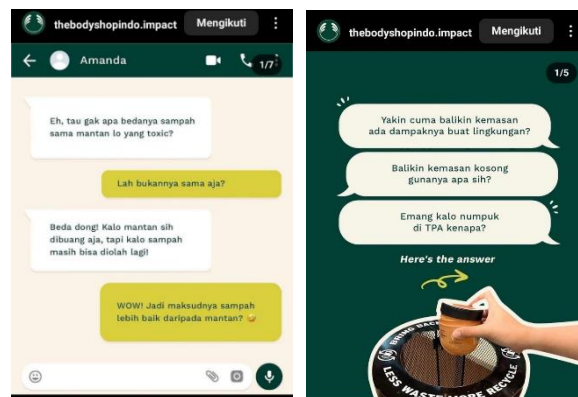 thebodyshopindo.impact
Mengikuti
Amanda
1/7
Eh, tau gak apa bedanya sampah
sama mantan lo yang toxic?
Lah bukannya sama aja?
Beda dong! Kalo mantan sih
dibuang aja, tapi kalo sampah
masih bisa diolah lagi!
WOW! Jadi maksudnya sampah
lebih baik daripada mantan? 😅
thebodyshopindo.impact
Mengikuti
1/5
Yakin cuma balikin kemasan
ada dampaknya buat lingkungan?
Balikin kemasan kosong
gunanya apa sih?
Emang kalo numpuk
di TPA kenapa?
Here's the answer
BRING BACK
LESS WASTE MORE RECYCLE